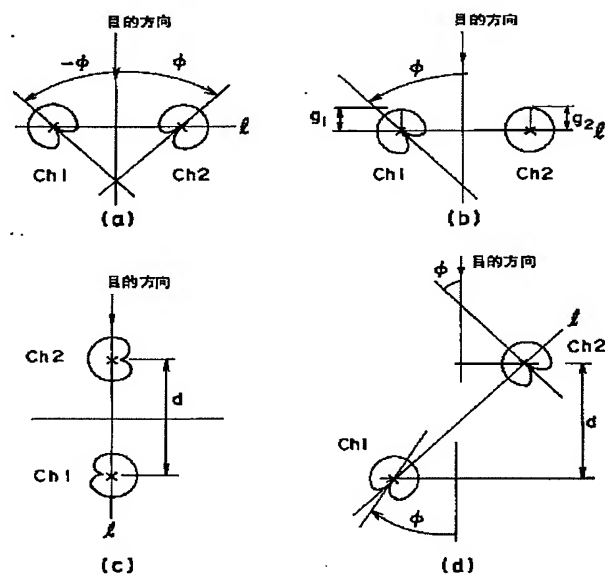 目的方向
-ϕ
ϕ
ℓ
Ch1
Ch2
(a)
目的方向
ϕ
g1
g2
ℓ
Ch1
Ch2
(b)
目的方向
Ch2
d
Ch1
ℓ
(c)
目的方向
ϕ
ℓ
Ch2
d
Ch1
ϕ
(d)